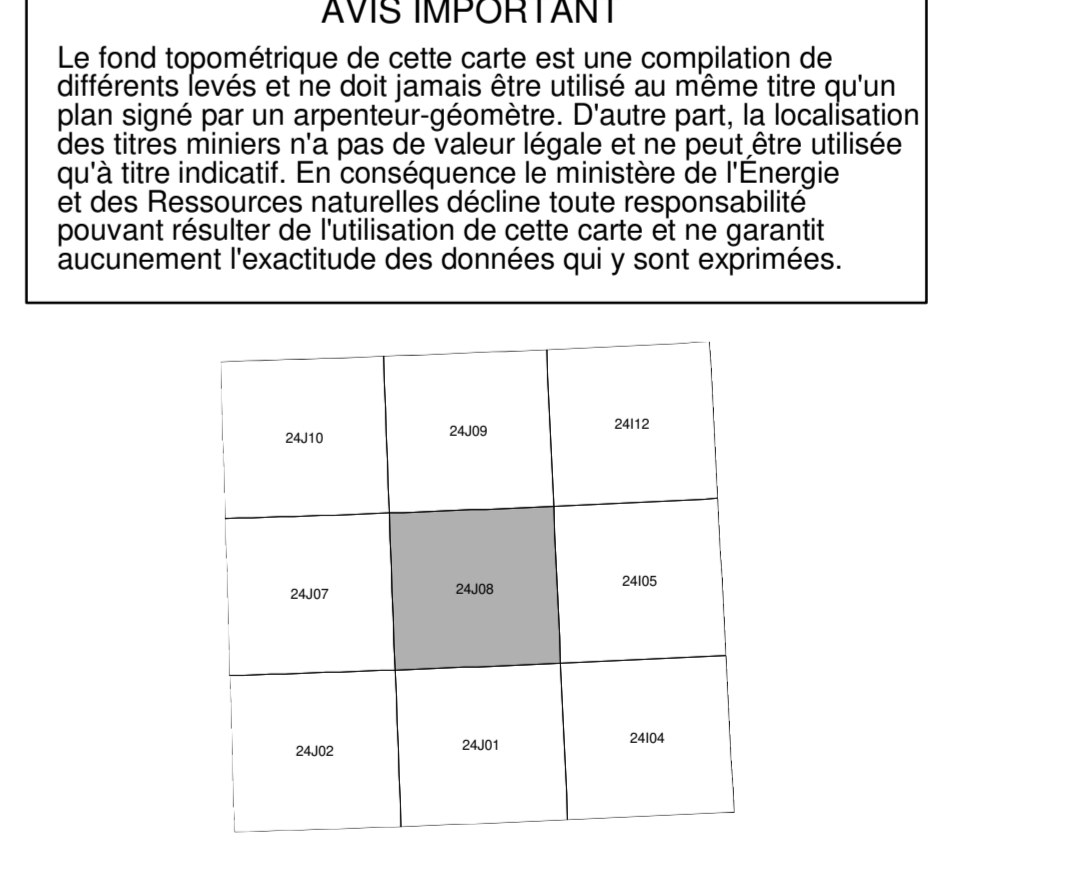 AVIS IMPORTANT
Le fond topométrique de cette carte est une compilation de
différents levés et ne doit jamais être utilisé au même titre qu'un
plan signé par un arpenteur-géomètre. D'autre part, la localisation
des titres miniers n'a pas de valeur légale et ne peut être utilisée
qu'à titre indicatif. En conséquence le ministère de l'Énergie
et des Ressources naturelles décline toute responsabilité
pouvant résulter de l'utilisation de cette carte et ne garantit
aucunement l'exactitude des données qui y sont exprimées.
24J10 24J09 24I12
24J07 24J08 24I05
24J02 24J01 24I04